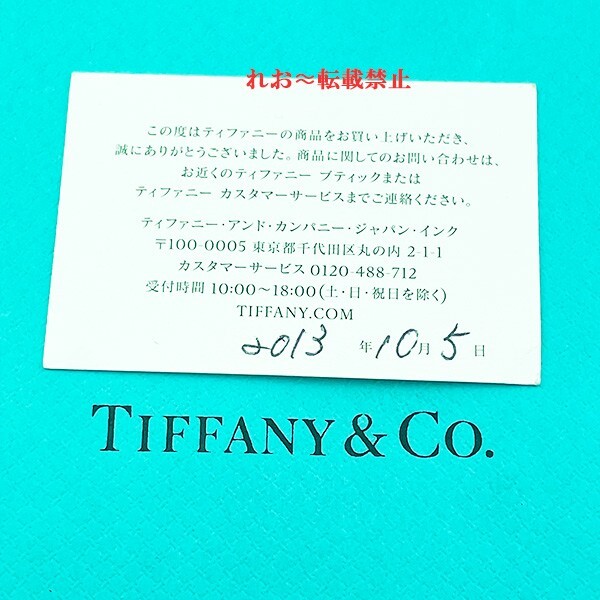 れお〜転載禁止
この度はティファニーの商品をお買い上げいただき、
誠にありがとうございました。商品に関してのお問い合わせは、
お近くのティファニー ブティックまたは
ティファニー カスタマーサービスまでご連絡ください。
ティファニー・アンド・カンパニー・ジャパン・インク
〒100-0005 東京都千代田区丸の内 2-1-1
カスタマーサービス 0120-488-712
受付時間 10:00〜18:00(土・日・祝日を除く)
TIFFANY.COM
2013 年 10月 5 日
TIFFANY & CO.